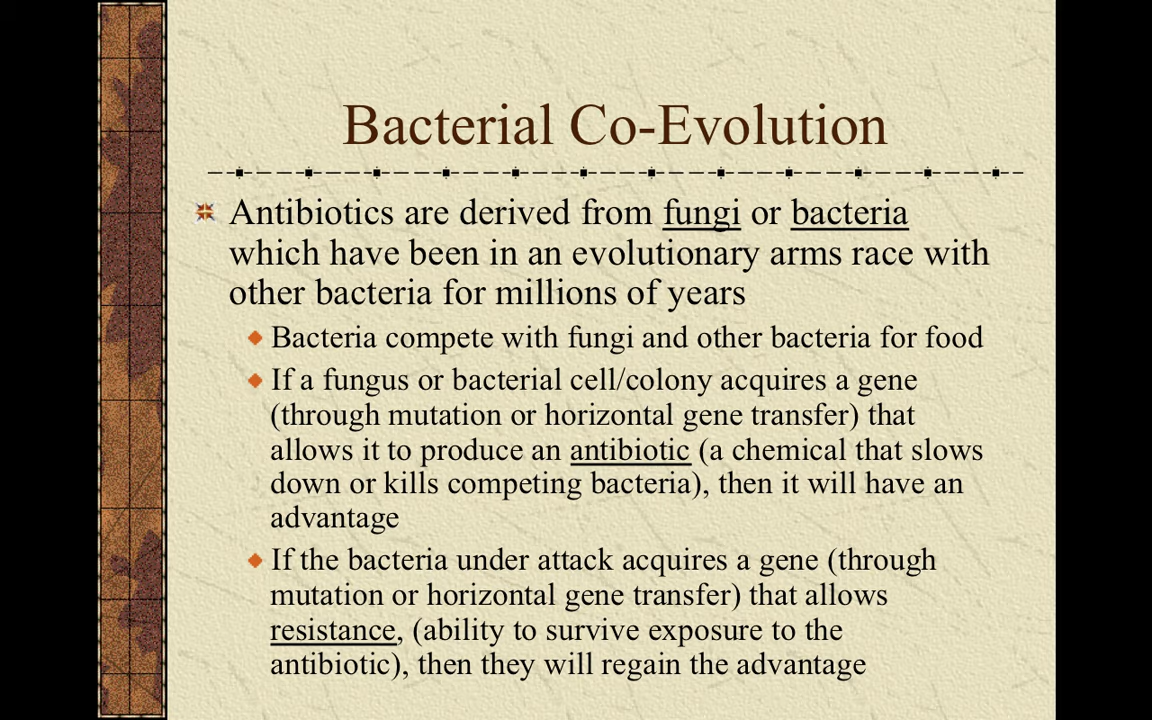 Bacterial Co-Evolution
Antibiotics are derived from fungi or bacteria
which have been in an evolutionary arms race with
other bacteria for millions of years
Bacteria compete with fungi and other bacteria for food
If a fungus or bacterial cell/colony acquires a gene
(through mutation or horizontal gene transfer) that
allows it to produce an antibiotic (a chemical that slows
down or kills competing bacteria), then it will have an
advantage
If the bacteria under attack acquires a gene (through
mutation or horizontal gene transfer) that allows
resistance, (ability to survive exposure to the
antibiotic), then they will regain the advantage